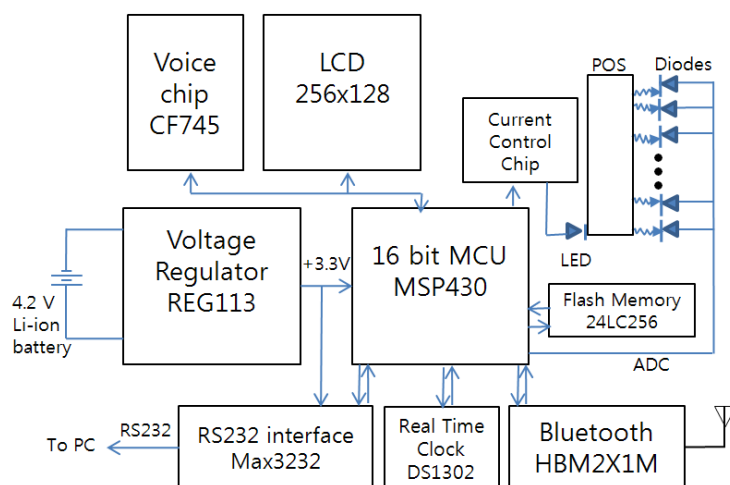 Voice
chip
CF745
LCD
256x128
POS
Diodes
Current
Control
Chip
LED
4.2 V
Li-ion
battery
Voltage
Regulator
REG113
+3.3V
16 bit MCU
MSP430
Flash Memory
24LC256
ADC
To PC
RS232
RS232 interface
Max3232
Real Time
Clock
DS1302
Bluetooth
HBM2X1M